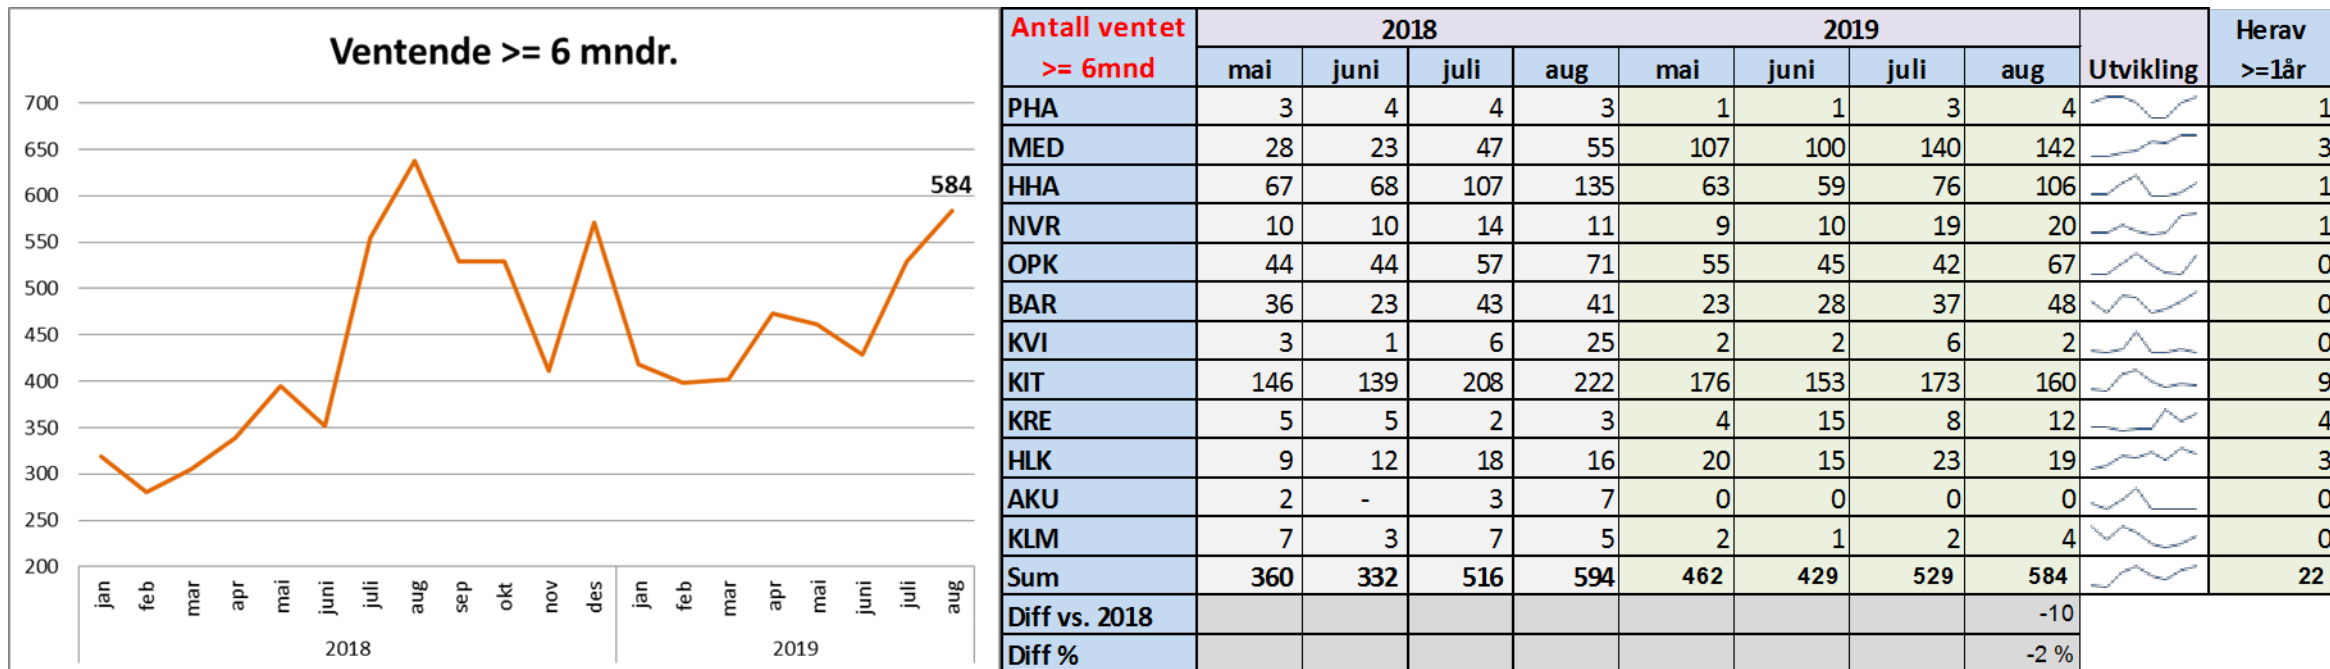 Ventende >= 6 mndr.
700
650
600
550
500
450
400
350
300
250
200
584
jan feb mar apr mai juni juli aug sep okt nov des jan feb mar apr mai juni juli aug
2018 2019
Antall ventet 2018 2019 Herav
>= 6mnd mai juni juli aug mai juni juli aug Utvikling >=1år
PHA 3 4 4 3 1 1 3 4 1
MED 28 23 47 55 107 100 140 142 3
HHA 67 68 107 135 63 59 76 106 1
NVR 10 10 14 11 9 10 19 20 1
OPK 44 44 57 71 55 45 42 67 0
BAR 36 23 43 41 23 28 37 48 0
KVI 3 1 6 25 2 2 6 2 0
KIT 146 139 208 222 176 153 173 160 9
KRE 5 5 2 3 4 15 8 12 4
HLK 9 12 18 16 20 15 23 19 3
AKU 2 - 3 7 0 0 0 0 0
KLM 7 3 7 5 2 1 2 4 0
Sum 360 332 516 594 462 429 529 584 22
Diff vs. 2018 -10
Diff % -2 %